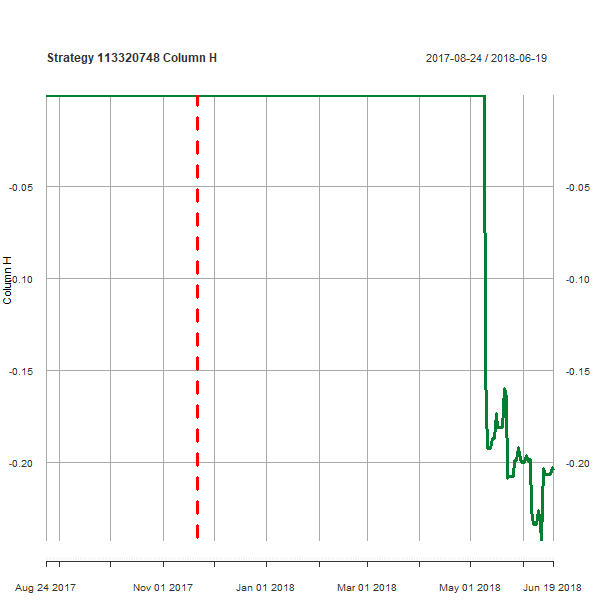 Strategy 113320748 Column H
2017-08-24 / 2018-06-19
Column H
-0.05 -0.05
-0.10 -0.10
-0.15 -0.15
-0.20 -0.20
Aug 24 2017 Nov 01 2017 Jan 01 2018 Mar 01 2018 May 01 2018 Jun 19 2018